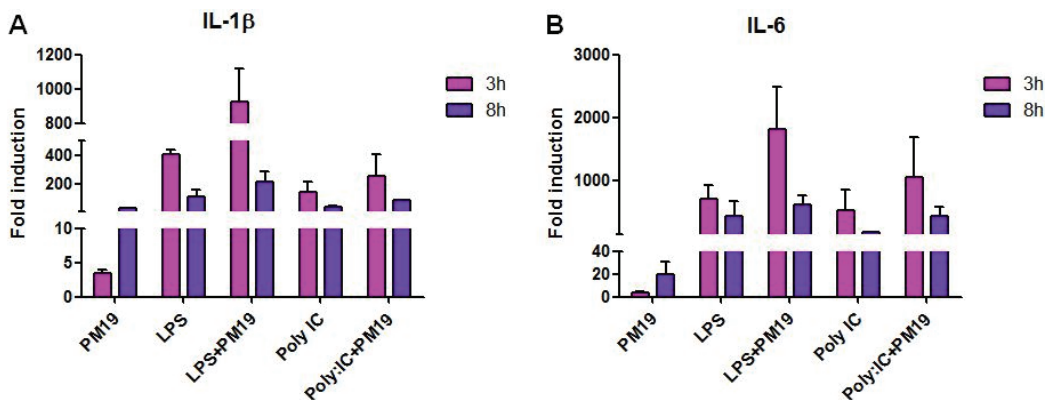 A
IL-1β
Fold induction
1200
1000
800
400
200
10
5
0
PM19
LPS
LPS+PM19
Poly IC
Poly:IC+PM19
3h
8h
B
IL-6
Fold induction
3000
2000
1000
40
20
0
PM19
LPS
LPS+PM19
Poly IC
Poly:IC+PM19
3h
8h